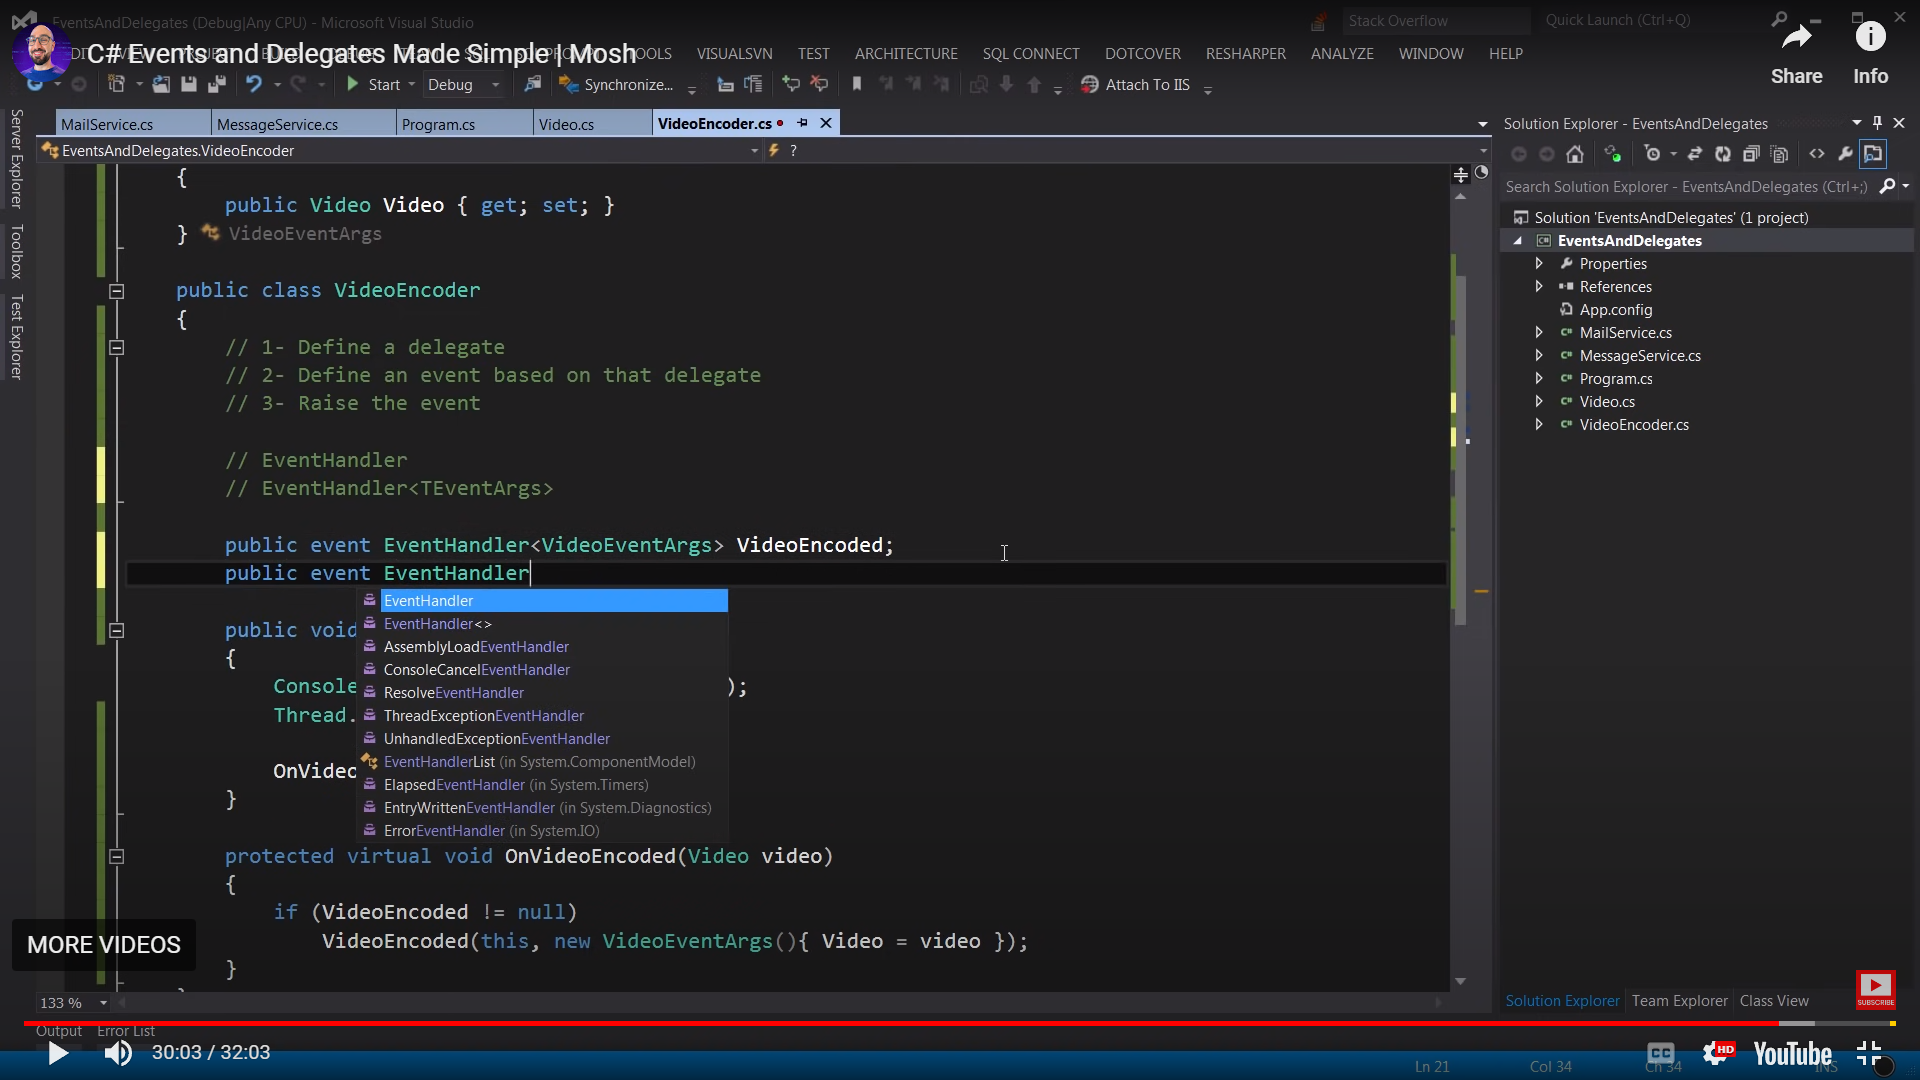 EventsAndDelegates (Debug|Any CPU) - Microsoft Visual Studio
Stack Overflow
Quick Launch (Ctrl+Q)
C# Events and Delegates Made Simple | Mosh
TOOLS VISUALSVN TEST ARCHITECTURE SQL CONNECT DOTCOVER RESHARPER ANALYZE WINDOW HELP
Share
Info
Start
Debug
Synchronize...
Attach To IIS
Server Explorer
Toolbox
Test Explorer
MailService.cs
MessageService.cs
Program.cs
Video.cs
VideoEncoder.cs
EventsAndDelegates.VideoEncoder
?
{
public Video Video { get; set; }
} VideoEventArgs
public class VideoEncoder
{
// 1- Define a delegate
// 2- Define an event based on that delegate
// 3- Raise the event
// EventHandler
// EventHandler<TEventArgs>
public event EventHandler<VideoEventArgs> VideoEncoded;
public event EventHandler
EventHandler
EventHandler<>
AssemblyLoadEventHandler
ConsoleCancelEventHandler
ResolveEventHandler
ThreadExceptionEventHandler
UnhandledExceptionEventHandler
EventHandlerList (in System.ComponentModel)
ElapsedEventHandler (in System.Timers)
EntryWrittenEventHandler (in System.Diagnostics)
ErrorEventHandler (in System.IO)
public void
{
Console );
Thread.
OnVideo
}
protected virtual void OnVideoEncoded(Video video)
{
if (VideoEncoded != null)
VideoEncoded(this, new VideoEventArgs(){ Video = video });
}
Solution Explorer - EventsAndDelegates
Search Solution Explorer - EventsAndDelegates (Ctrl+;)
Solution 'EventsAndDelegates' (1 project)
EventsAndDelegates
Properties
References
App.config
MailService.cs
MessageService.cs
Program.cs
Video.cs
VideoEncoder.cs
MORE VIDEOS
133 %
Solution Explorer Team Explorer Class View
SUBSCRIBE
Output Error List
30:03 / 32:03
CC
HD
YouTube
Ln 21
Col 34
Ch 34
INS